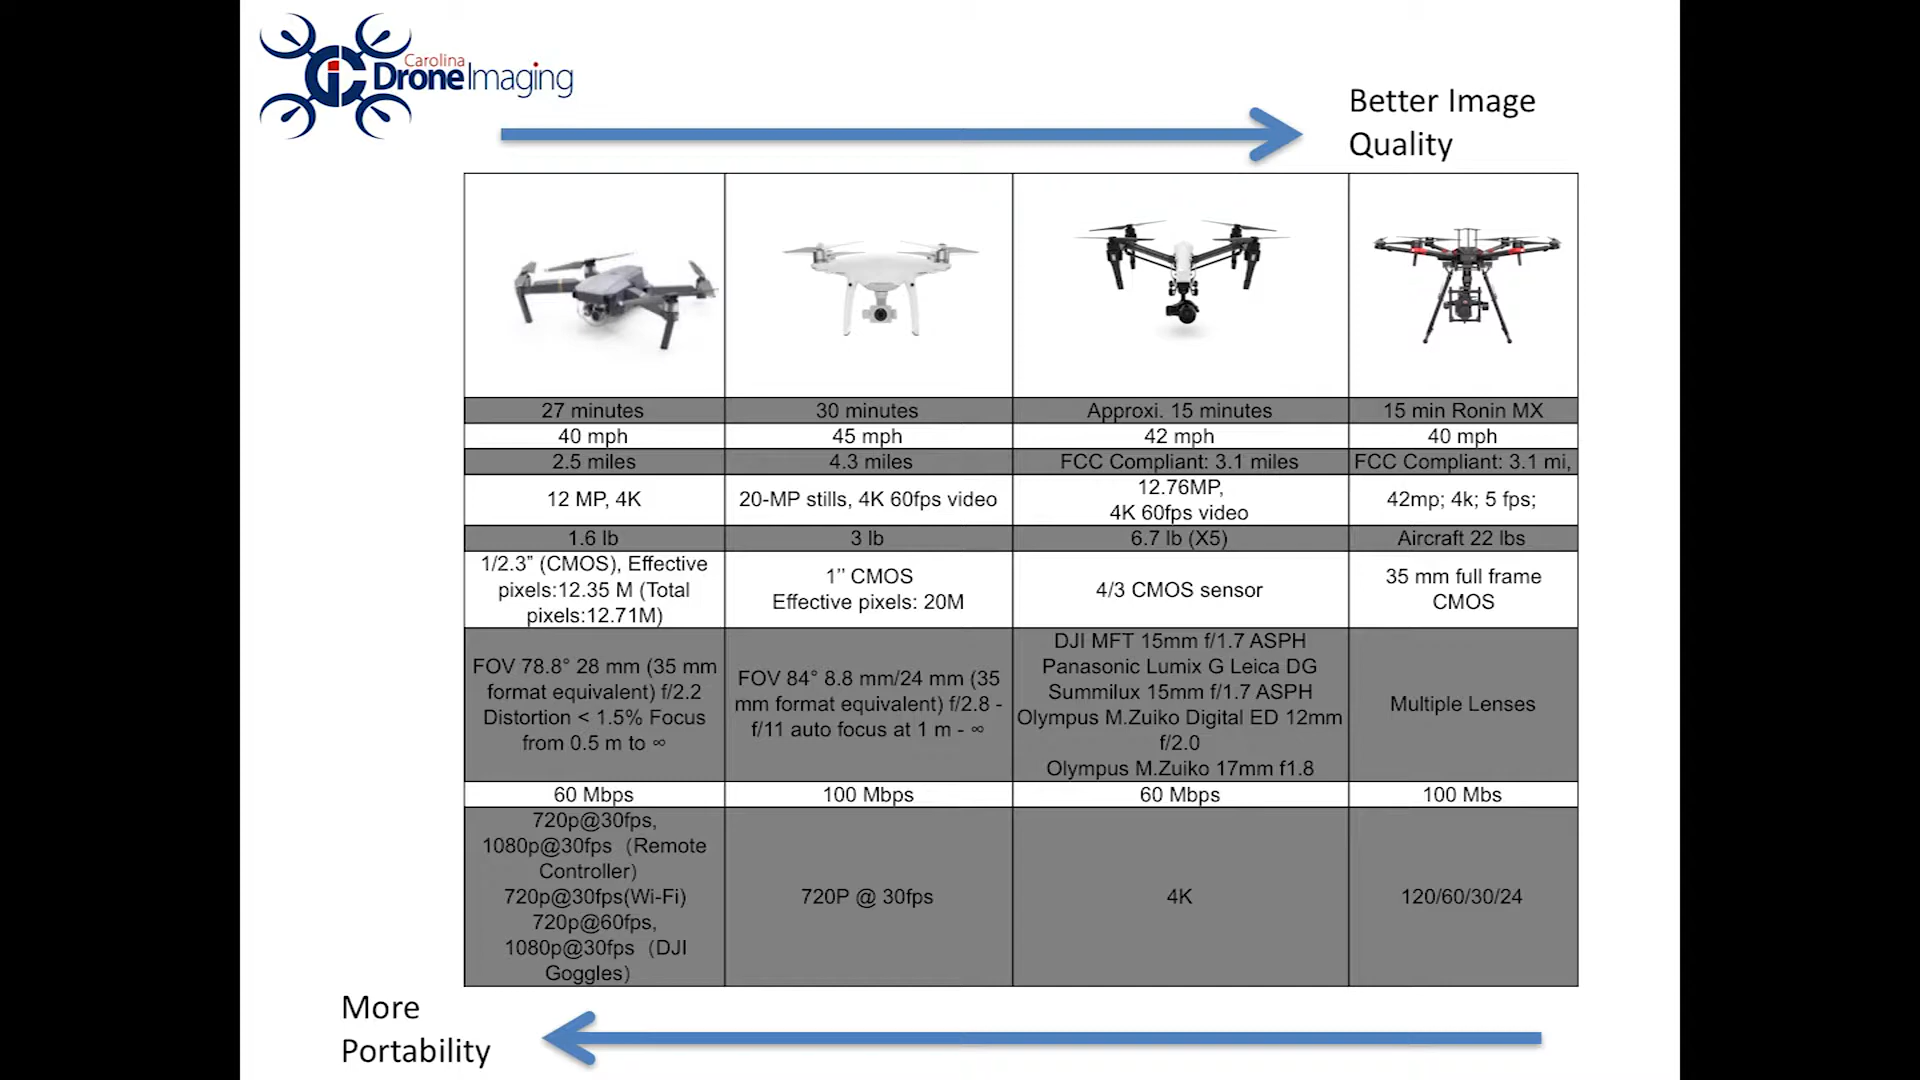 Carolina
DroneImaging
Better Image
Quality
27 minutes
30 minutes
Approxi. 15 minutes
15 min Ronin MX
40 mph
45 mph
42 mph
40 mph
2.5 miles
4.3 miles
FCC Compliant: 3.1 miles
FCC Compliant: 3.1 mi,
12 MP, 4K
20-MP stills, 4K 60fps video
12.76MP,
4K 60fps video
42mp; 4k; 5 fps;
1.6 lb
3 lb
6.7 lb (X5)
Aircraft 22 lbs
1/2.3” (CMOS), Effective
pixels:12.35 M (Total
pixels:12.71M)
1’’ CMOS
Effective pixels: 20M
4/3 CMOS sensor
35 mm full frame
CMOS
FOV 78.8° 28 mm (35 mm
format equivalent) f/2.2
Distortion < 1.5% Focus
from 0.5 m to ∞
FOV 84° 8.8 mm/24 mm (35
mm format equivalent) f/2.8 -
f/11 auto focus at 1 m - ∞
DJI MFT 15mm f/1.7 ASPH
Panasonic Lumix G Leica DG
Summilux 15mm f/1.7 ASPH
Olympus M.Zuiko Digital ED 12mm
f/2.0
Olympus M.Zuiko 17mm f1.8
Multiple Lenses
60 Mbps
100 Mbps
60 Mbps
100 Mbs
720p@30fps,
1080p@30fps（Remote
Controller）
720p@30fps(Wi-Fi)
720p@60fps,
1080p@30fps（DJI
Goggles）
720P @ 30fps
4K
120/60/30/24
More
Portability